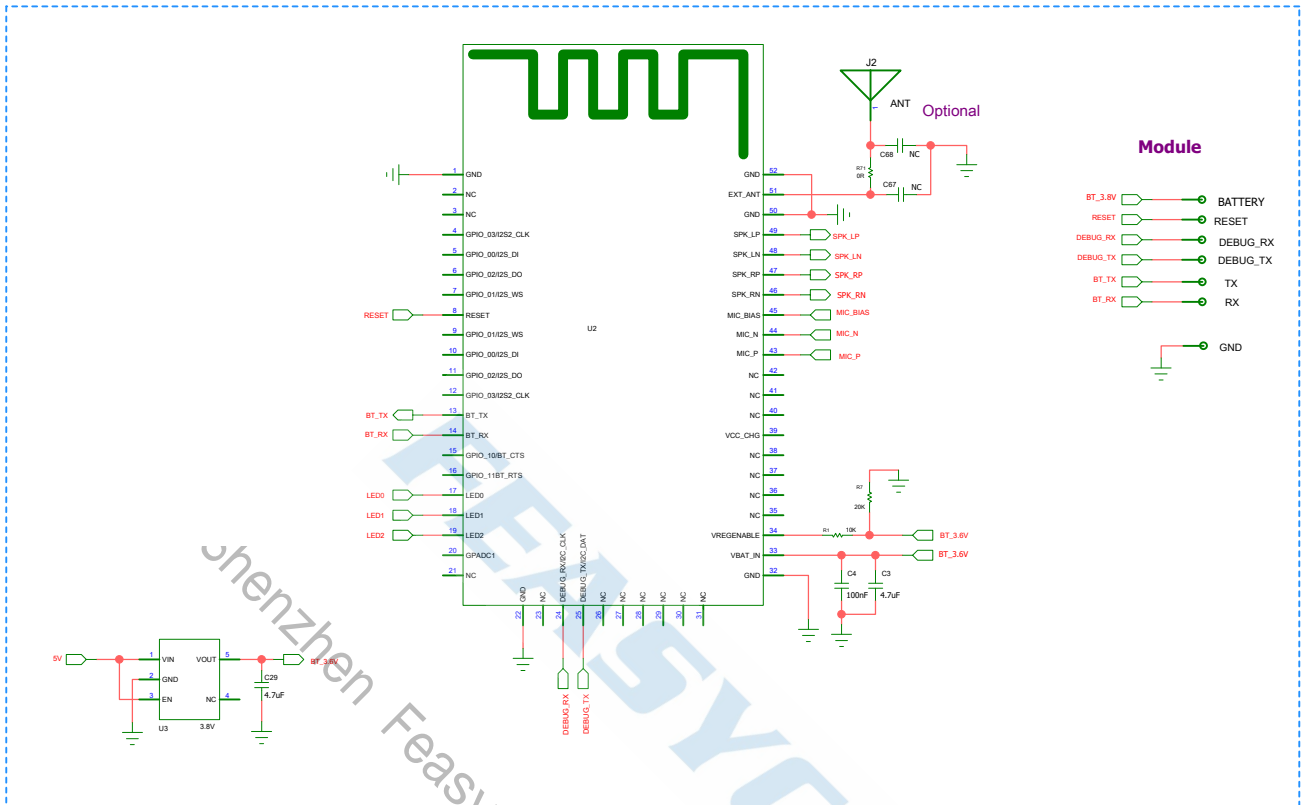 J2
ANT
Optional
C68
NC
R71
0R
C67
NC
Module
BT_3.8V
BATTERY
RESET
RESET
DEBUG_RX
DEBUG_RX
DEBUG_TX
DEBUG_TX
BT_TX
TX
BT_RX
RX
GND
U2
1 GND
2 NC
3 NC
4 GPIO_03/I2S2_CLK
5 GPIO_00/I2S_DI
6 GPIO_02/I2S_DO
7 GPIO_01/I2S_WS
RESET 8 RESET
9 GPIO_01/I2S_WS
10 GPIO_00/I2S_DI
11 GPIO_02/I2S_DO
12 GPIO_03/I2S2_CLK
BT_TX 13 BT_TX
BT_RX 14 BT_RX
15 GPIO_10/BT_CTS
16 GPIO_11BT_RTS
LED0 17 LED0
LED1 18 LED1
LED2 19 LED2
20 GPADC1
21 NC
GND 52
EXT_ANT 51
GND 50
SPK_LP 49 SPK_LP
SPK_LN 48 SPK_LN
SPK_RP 47 SPK_RP
SPK_RN 46 SPK_RN
MIC_BIAS 45 MIC_BIAS
MIC_N 44 MIC_N
MIC_P 43 MIC_P
NC 42
NC 41
NC 40
VCC_CHG 39
NC 38
NC 37
NC 36
NC 35
VREGENABLE 34
VBAT_IN 33
GND 32
R7
20K
R1
10K
BT_3.6V
BT_3.6V
C4
100nF
C3
4.7uF
22 GND
23 NC
24 DEBUG_RX/I2C_CLK
25 DEBUG_TX/I2C_DAT
26 NC
27 NC
28 NC
29 NC
30 NC
31 NC
DEBUG_RX
DEBUG_TX
5V
1 VIN
2 GND
3 EN
VOUT 5
NC 4
U3
3.8V
BT_3.6V
C29
4.7uF
Shenzhen Feasy
FEASYC